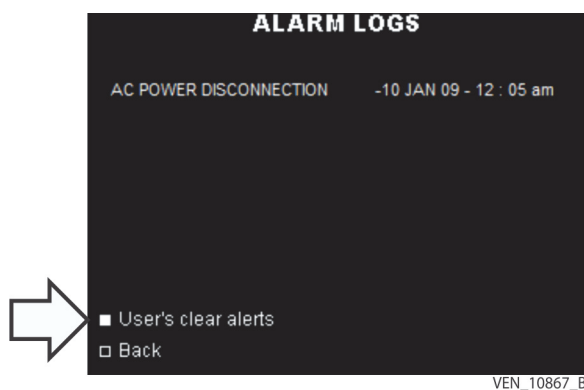 ALARM LOGS
AC POWER DISCONNECTION -10 JAN 09 - 12 : 05 am
User's clear alerts
Back
VEN_10867_B